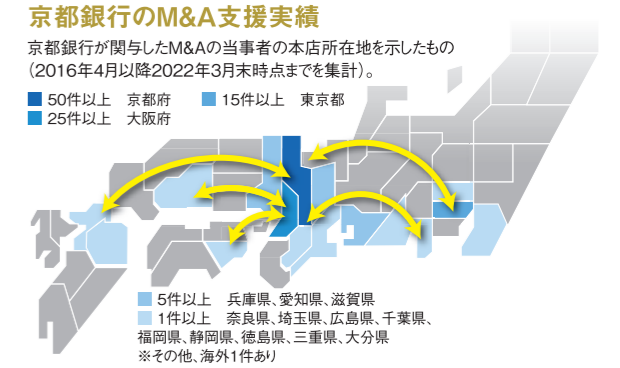 京都銀行のM&A支援実績
京都銀行が関与したM&Aの当事者の本店所在地を示したもの
（2016年4月以降2022年3月末時点までを集計）。
50件以上 京都府 15件以上 東京都
25件以上 大阪府
5件以上 兵庫県、愛知県、滋賀県
1件以上 奈良県、埼玉県、広島県、千葉県、
福岡県、静岡県、徳島県、三重県、大分県
※その他、海外1件あり